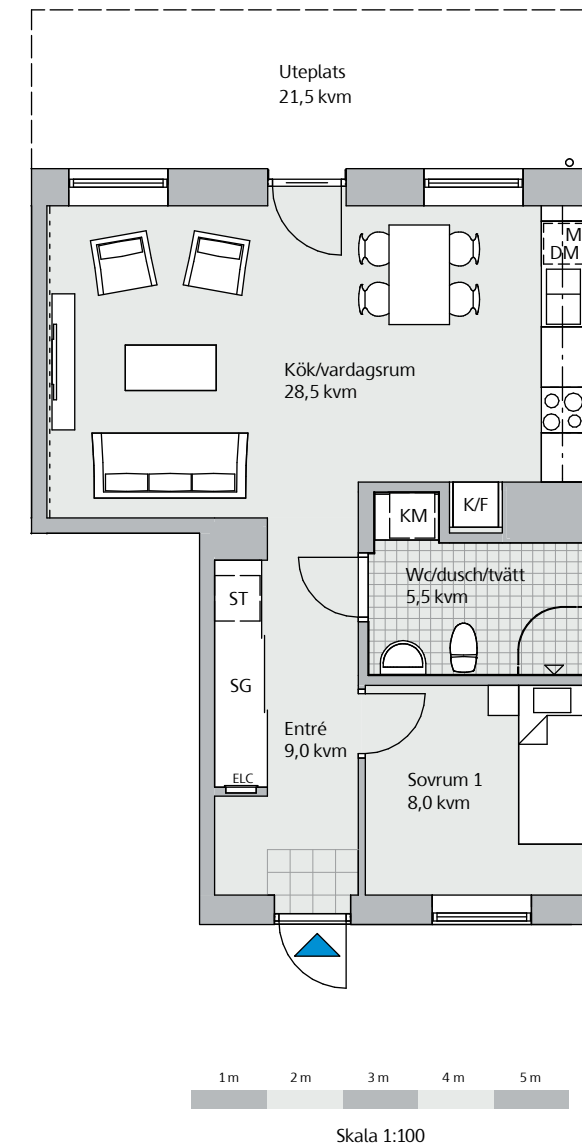 Uteplats
21,5 kvm
M
DM
Kök/vardagsrum
28,5 kvm
KM
K/F
Wc/dusch/tvätt
5,5 kvm
ST
SG
Entré
9,0 kvm
ELC
Sovrum 1
8,0 kvm
1 m 2 m 3 m 4 m 5 m
Skala 1:100